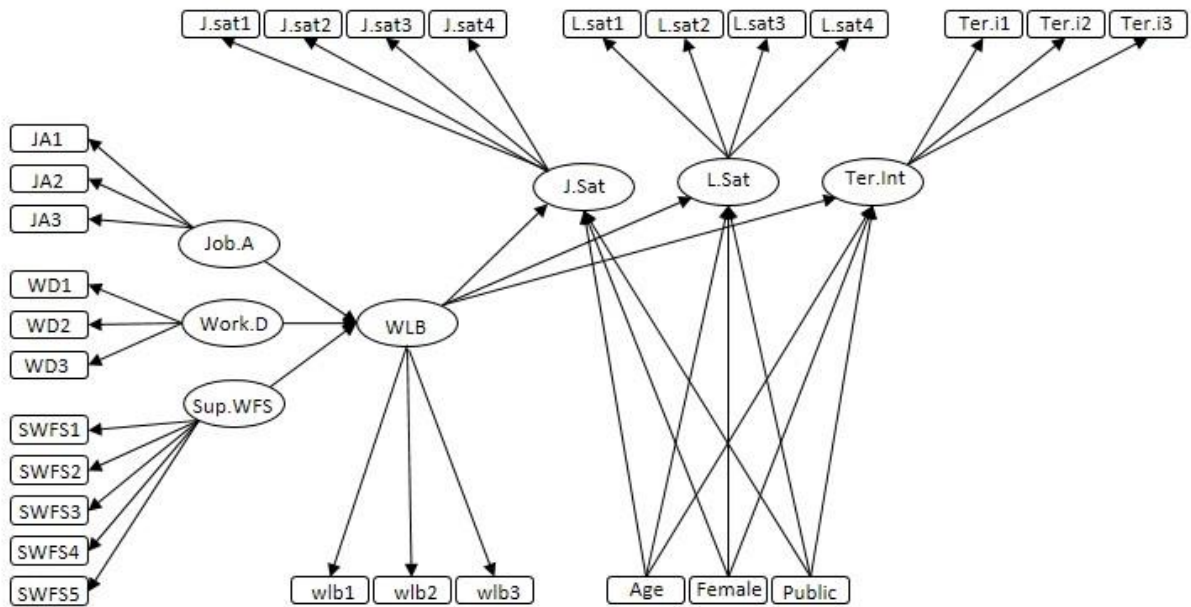 J.sat1 J.sat2 J.sat3 J.sat4 L.sat1 L.sat2 L.sat3 L.sat4 Ter.i1 Ter.i2 Ter.i3
JA1
JA2
JA3
J.Sat L.Sat Ter.Int
Job.A
WD1
WD2
WD3
Work.D WLB
Sup.WFS
SWFS1
SWFS2
SWFS3
SWFS4
SWFS5
wlb1 wlb2 wlb3 Age Female Public